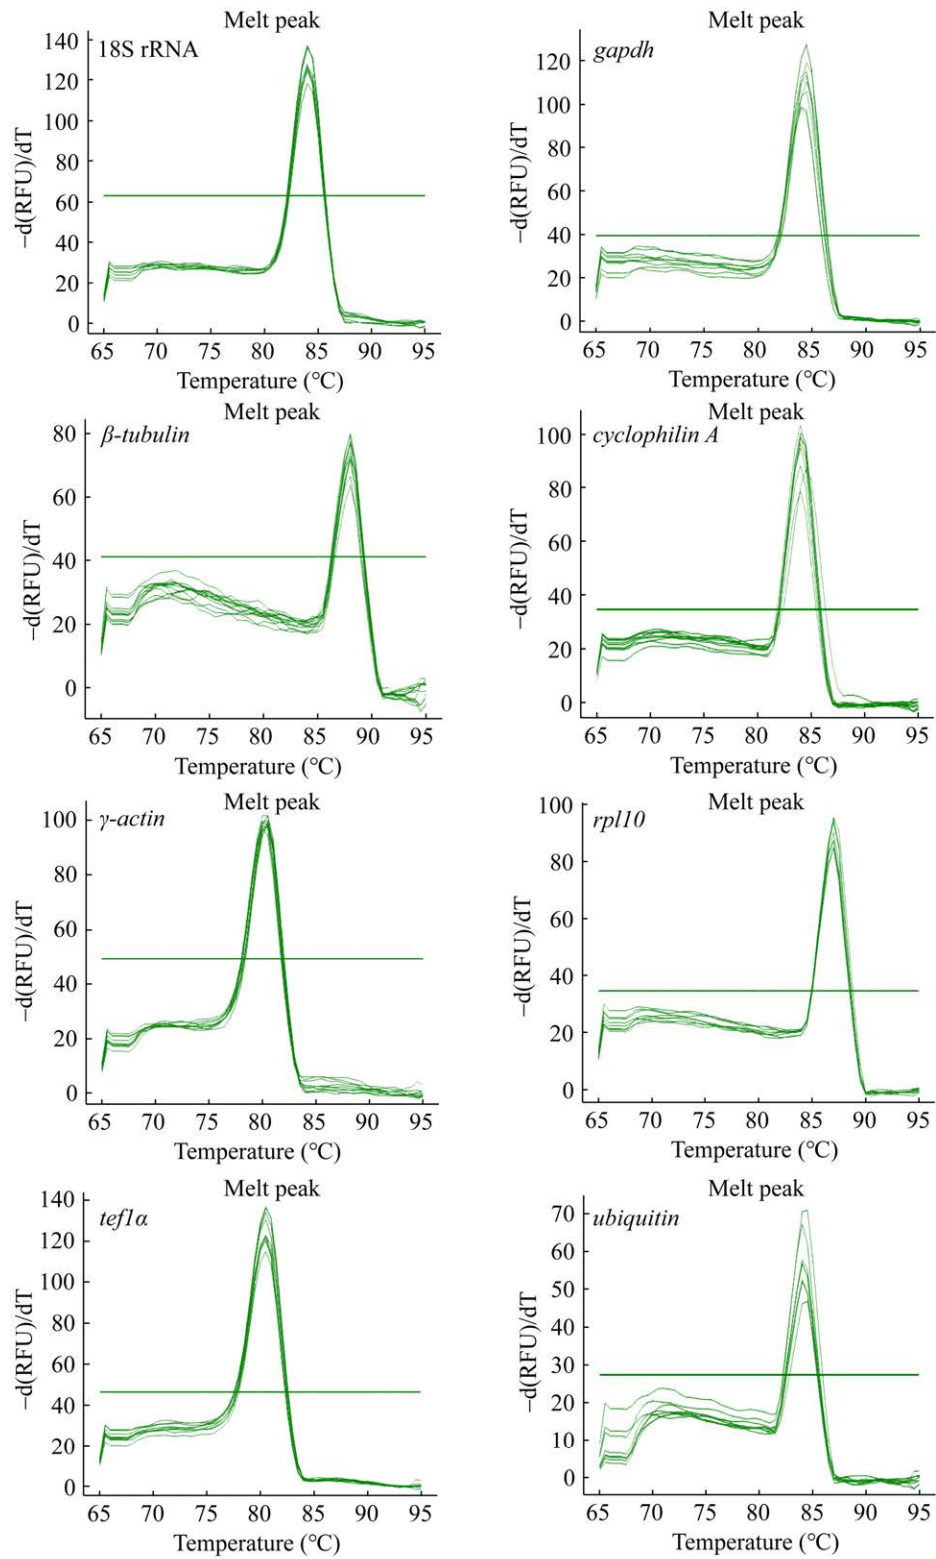 Melt peak
18S rRNA
−d(RFU)/dT
140
120
100
80
60
40
20
0
65 70 75 80 85 90 95
Temperature (°C)
Melt peak
gapdh
−d(RFU)/dT
120
100
80
60
40
20
0
65 70 75 80 85 90 95
Temperature (°C)
Melt peak
β-tubulin
−d(RFU)/dT
80
60
40
20
0
65 70 75 80 85 90 95
Temperature (°C)
Melt peak
cyclophilin A
−d(RFU)/dT
100
80
60
40
20
0
65 70 75 80 85 90 95
Temperature (°C)
Melt peak
γ-actin
−d(RFU)/dT
100
80
60
40
20
0
65 70 75 80 85 90 95
Temperature (°C)
Melt peak
rpl10
−d(RFU)/dT
100
80
60
40
20
0
65 70 75 80 85 90 95
Temperature (°C)
Melt peak
tef1α
−d(RFU)/dT
140
120
100
80
60
40
20
0
65 70 75 80 85 90 95
Temperature (°C)
Melt peak
ubiquitin
−d(RFU)/dT
70
60
50
40
30
20
10
0
65 70 75 80 85 90 95
Temperature (°C)